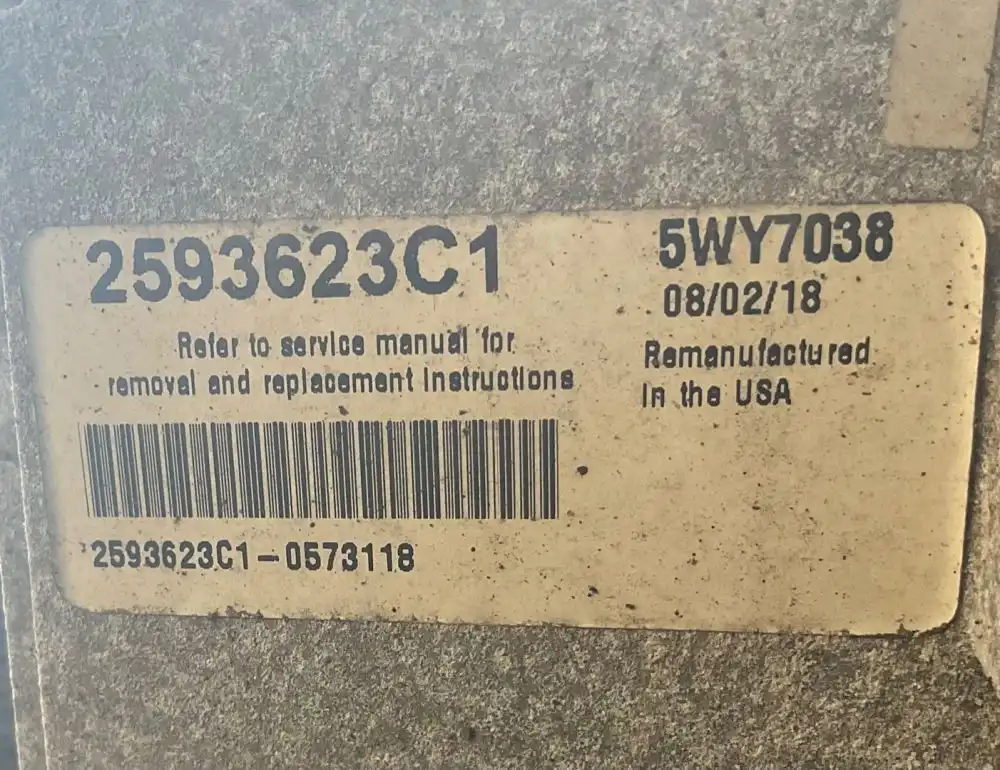 2593623C1
5WY7038
08/02/18
Refer to service manual for
removal and replacement instructions
Remanufactured
in the USA
2593623C1-0573118